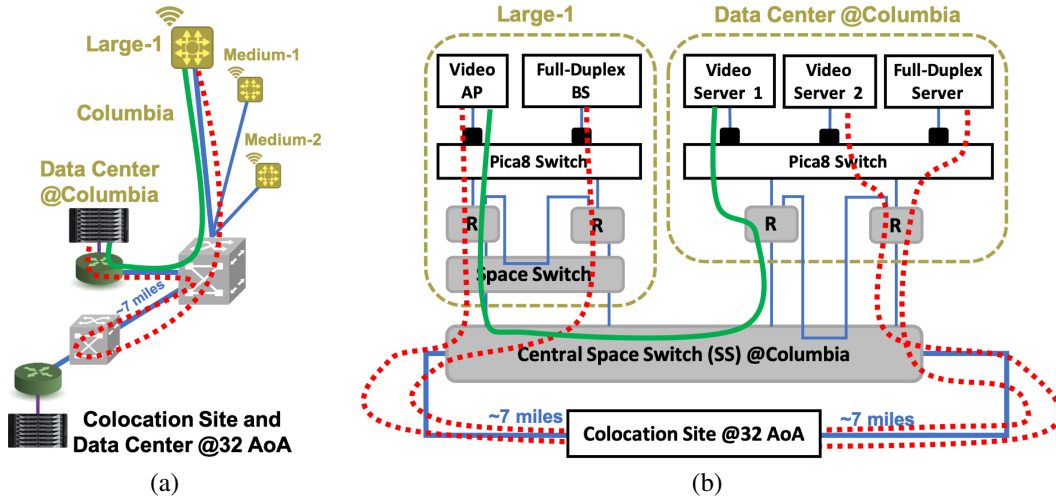 Large-1
Medium-1
Columbia
Medium-2
Data Center
@Columbia
~7 miles
Colocation Site and
Data Center @32 AoA
(a)
Large-1
Data Center @Columbia
Video
AP
Full-Duplex
BS
Video
Server 1
Video
Server 2
Full-Duplex
Server
Pica8 Switch
Pica8 Switch
R
R
R
R
Space Switch
Central Space Switch (SS) @Columbia
~7 miles
~7 miles
Colocation Site @32 AoA
(b)